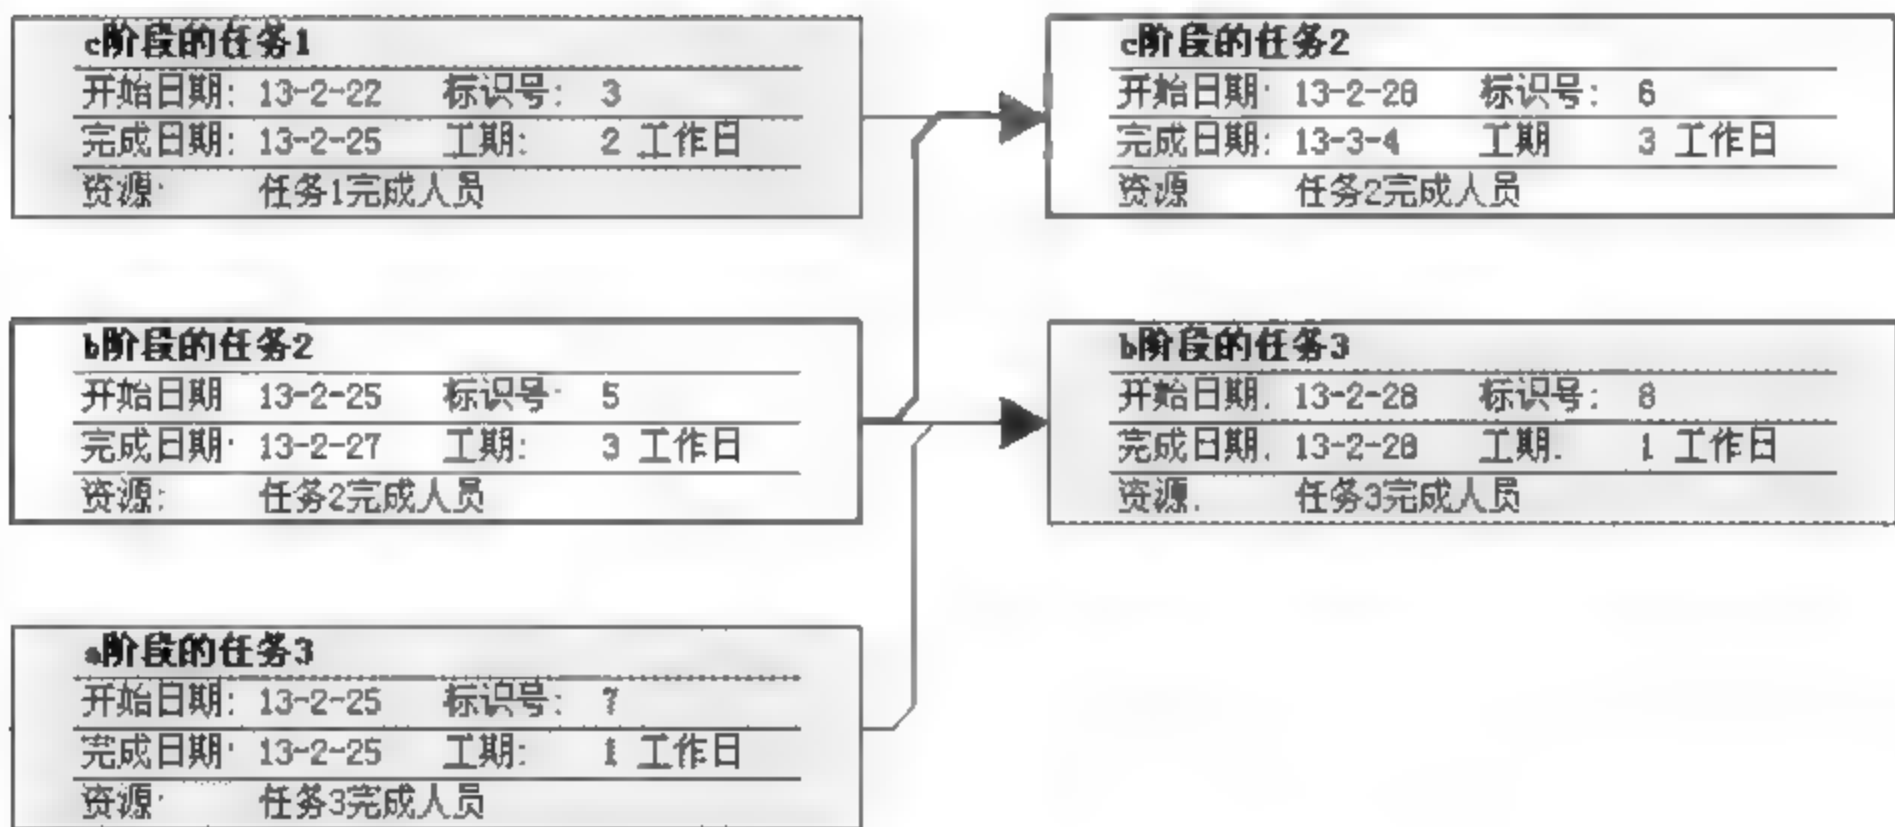 c阶段的任务1
开始日期: 13-2-22 标识号: 3
完成日期: 13-2-25 工期: 2 工作日
资源: 任务1完成人员
c阶段的任务2
开始日期: 13-2-28 标识号: 6
完成日期: 13-3-4 工期 3 工作日
资源 任务2完成人员
b阶段的任务2
开始日期 13-2-25 标识号: 5
完成日期: 13-2-27 工期: 3 工作日
资源: 任务2完成人员
b阶段的任务3
开始日期: 13-2-28 标识号: 8
完成日期: 13-2-28 工期: 1 工作日
资源: 任务3完成人员
a阶段的任务3
开始日期: 13-2-25 标识号: 7
完成日期: 13-2-25 工期: 1 工作日
资源: 任务3完成人员